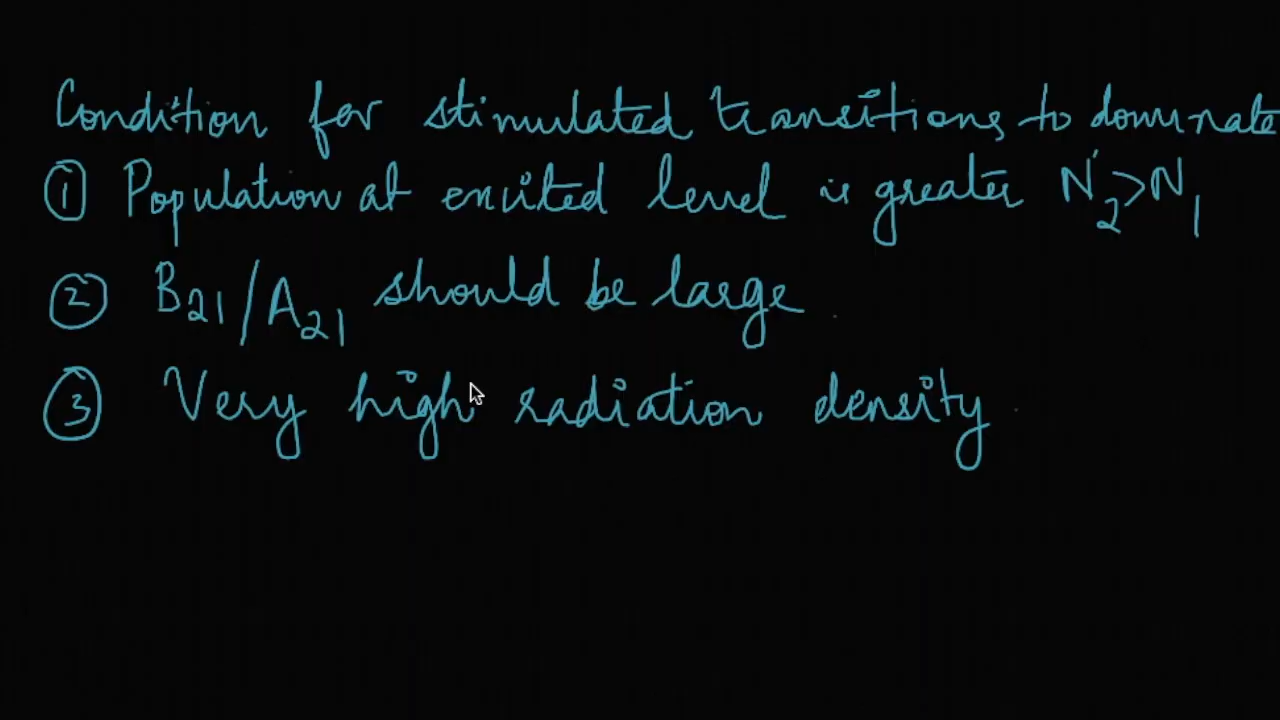 Condition for stimulated transitions to dominate
① Population at excited level is greater N₂ > N₁
② B₂₁/A₂₁ should be large.
③ Very high radiation density.